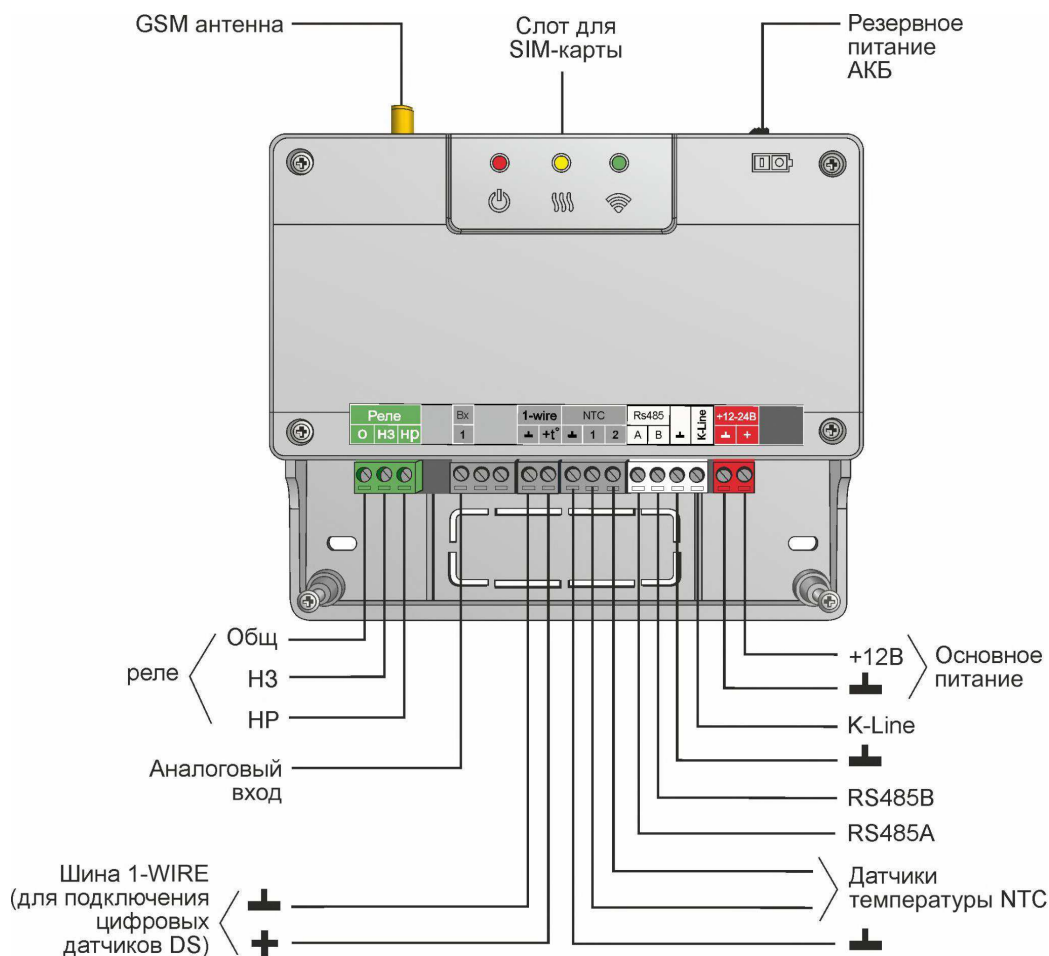 GSM антенна
Слот для
SIM-карты
Резервное
питание
АКБ
Реле
О НЗ НР
Вх
1
1-wire
+t°
NTC
1 2
Rs485
A B
K-Line
+12-24В
+
реле
Общ
НЗ
НР
Аналоговый
вход
Шина 1-WIRE
(для подключения
цифровых
датчиков DS)
+
+12В
Основное
питание
K-Line
RS485B
RS485A
Датчики
температуры NTC